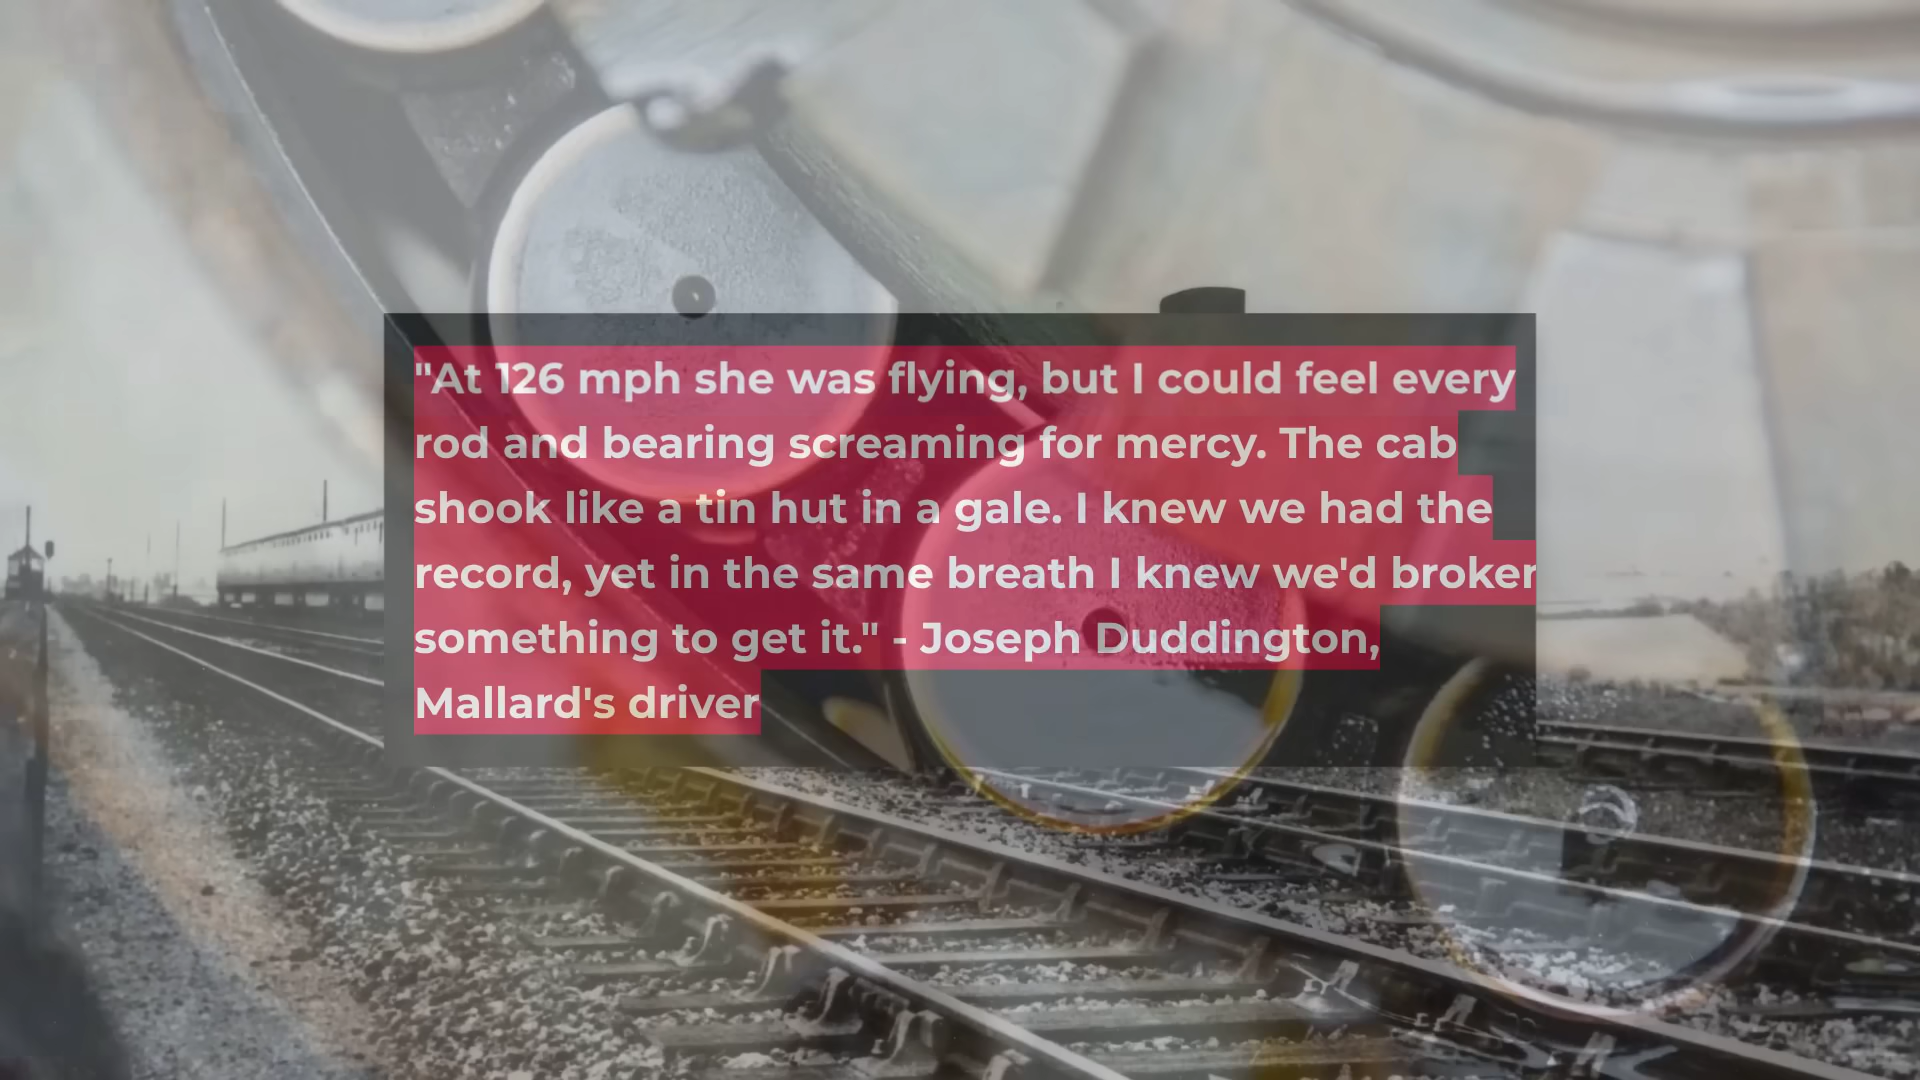 "At 126 mph she was flying, but I could feel every
rod and bearing screaming for mercy. The cab
shook like a tin hut in a gale. I knew we had the
record, yet in the same breath I knew we'd broker
something to get it." - Joseph Duddington,
Mallard's driver